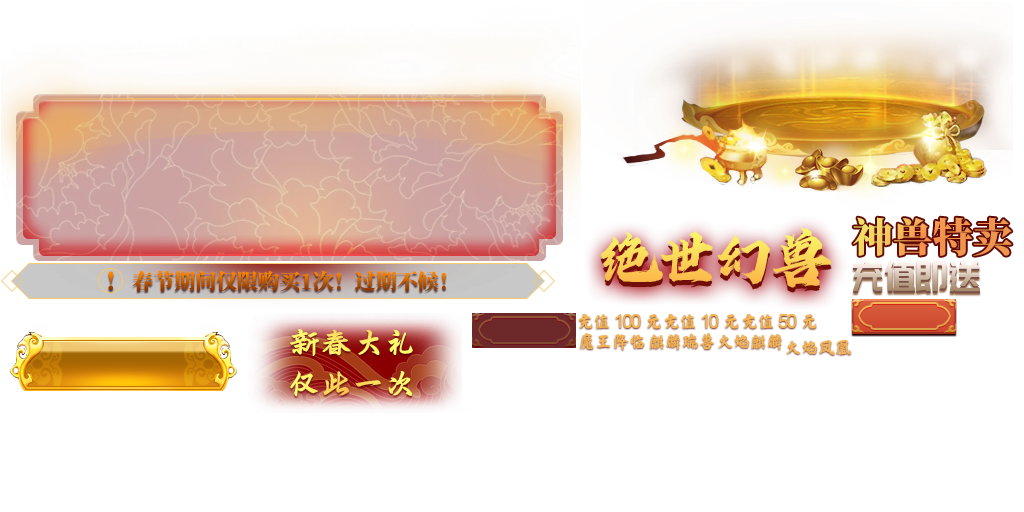 春节期间仅限购买1次！过期不候！
绝世幻兽
神兽特卖
充值即送
新春大礼
仅此一次
充值 100 元
充值 10 元
充值 50 元
魔王降临
麒麟瑞兽
火焰麒麟
火焰凤凰